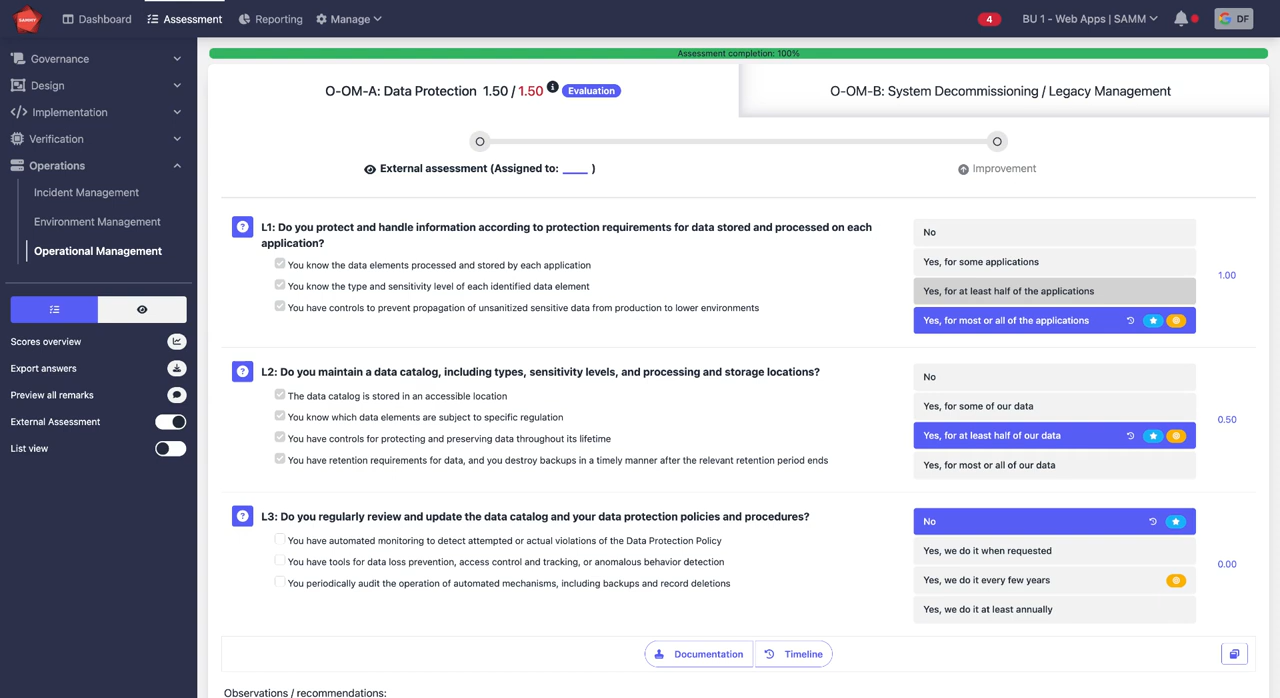 SAMMY
Dashboard
Assessment
Reporting
Manage
4
BU 1 - Web Apps | SAMM
DF
Governance
Design
Implementation
Verification
Operations
Incident Management
Environment Management
Operational Management
Scores overview
Export answers
Preview all remarks
External Assessment
List view
Assessment completion: 100%
O-OM-A: Data Protection 1.50 / 1.50 Evaluation
O-OM-B: System Decommissioning / Legacy Management
External assessment (Assigned to: ____ )
Improvement
L1: Do you protect and handle information according to protection requirements for data stored and processed on each
application?
You know the data elements processed and stored by each application
You know the type and sensitivity level of each identified data element
You have controls to prevent propagation of unsanitized sensitive data from production to lower environments
No
Yes, for some applications
Yes, for at least half of the applications
Yes, for most or all of the applications
1.00
L2: Do you maintain a data catalog, including types, sensitivity levels, and processing and storage locations?
The data catalog is stored in an accessible location
You know which data elements are subject to specific regulation
You have controls for protecting and preserving data throughout its lifetime
You have retention requirements for data, and you destroy backups in a timely manner after the relevant retention period ends
No
Yes, for some of our data
Yes, for at least half of our data
Yes, for most or all of our data
0.50
L3: Do you regularly review and update the data catalog and your data protection policies and procedures?
You have automated monitoring to detect attempted or actual violations of the Data Protection Policy
You have tools for data loss prevention, access control and tracking, or anomalous behavior detection
You periodically audit the operation of automated mechanisms, including backups and record deletions
No
Yes, we do it when requested
Yes, we do it every few years
Yes, we do it at least annually
0.00
Documentation
Timeline
Observations / recommendations: